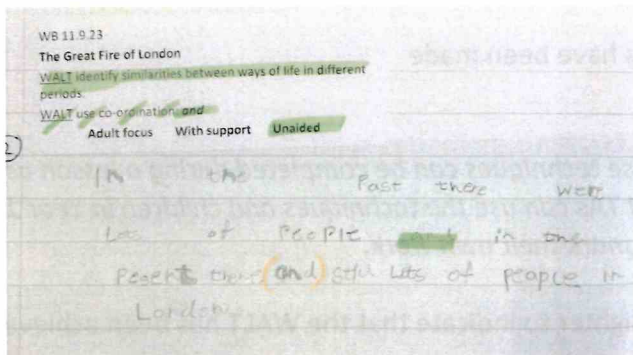 WB 11.9.23
The Great Fire of London
WALT identify similarities between ways of life in different
periods.
WALT use co-ordination: and
Adult focus With support Unaided
2
In the Past there were
Lots of PeoPLe and in the
Pesert there (and) still Lots of people in
London.